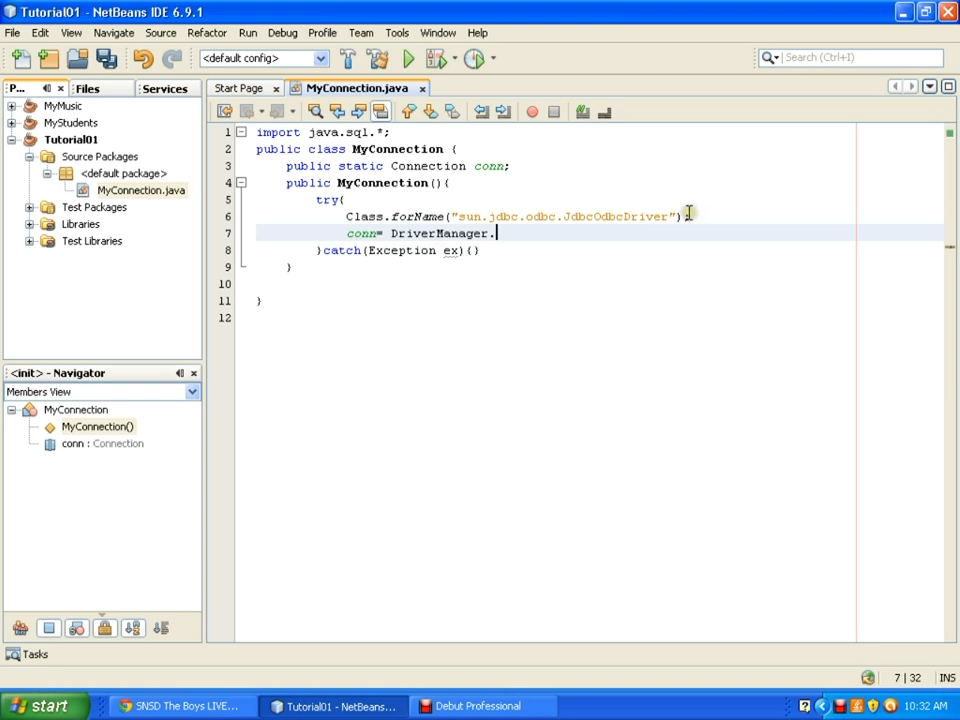 Tutorial01 - NetBeans IDE 6.9.1
File Edit View Navigate Source Refactor Run Debug Profile Team Tools Window Help
<default config>
Search (Ctrl+I)
P... Files Services
Start Page MyConnection.java
MyMusic
MyStudents
Tutorial01
Source Packages
<default package>
MyConnection.java
Test Packages
Libraries
Test Libraries
1 import java.sql.*;
2 public class MyConnection {
3 public static Connection conn;
4 public MyConnection(){
5 try{
6 Class.forName("sun.jdbc.odbc.JdbcOdbcDriver");
7 conn= DriverManager.
8 }catch(Exception ex){}
9 }
10
11 }
12
<init> - Navigator
Members View
MyConnection
MyConnection()
conn : Connection
Tasks
7 | 32 INS
start
SNSD The Boys LIVE...
Tutorial01 - NetBeans...
Debut Professional
10:32 AM